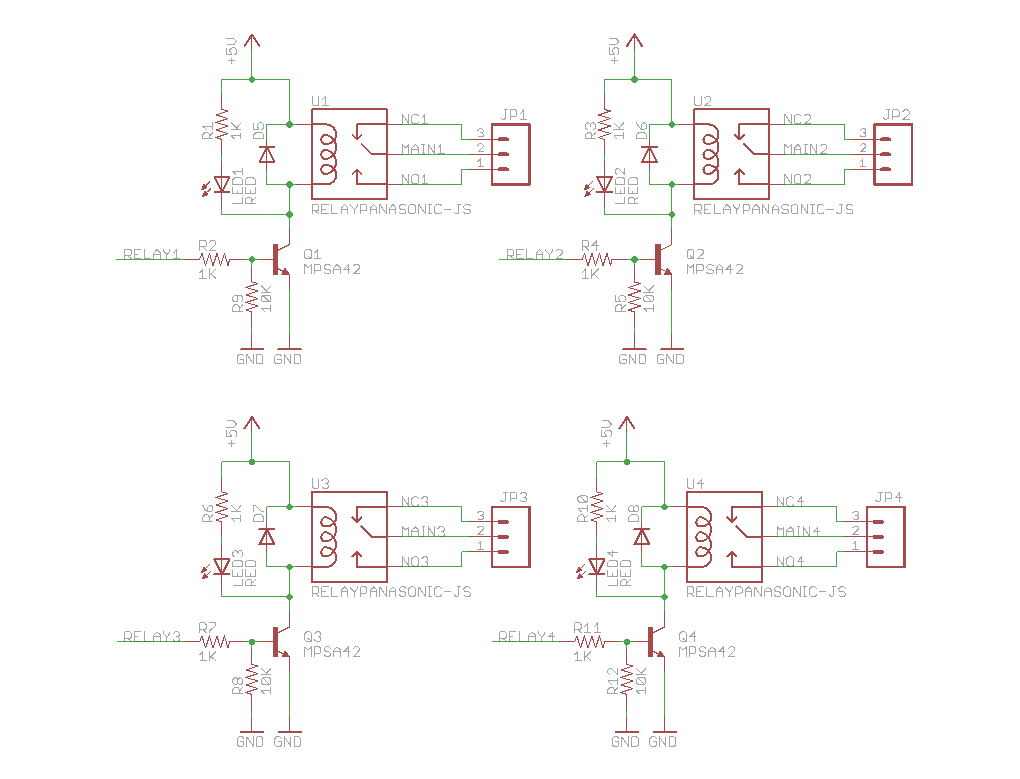 +5V
U1
JP1
R1
1K
D5
NC1
3
MAIN1
2
NO1
1
LED1
RED
RELAYPANASONIC-JS
RELAY1
R2
1K
Q1
MPSA42
R9
10K
GND
GND
+5V
U2
JP2
R3
1K
D6
NC2
3
MAIN2
2
NO2
1
LED2
RED
RELAYPANASONIC-JS
RELAY2
R4
1K
Q2
MPSA42
R5
10K
GND
GND
+5V
U3
JP3
R6
1K
D7
NC3
3
MAIN3
2
NO3
1
LED3
RED
RELAYPANASONIC-JS
RELAY3
R7
1K
Q3
MPSA42
R8
10K
GND
GND
+5V
U4
JP4
R10
1K
D8
NC4
3
MAIN4
2
NO4
1
LED4
RED
RELAYPANASONIC-JS
RELAY4
R11
1K
Q4
MPSA42
R12
10K
GND
GND